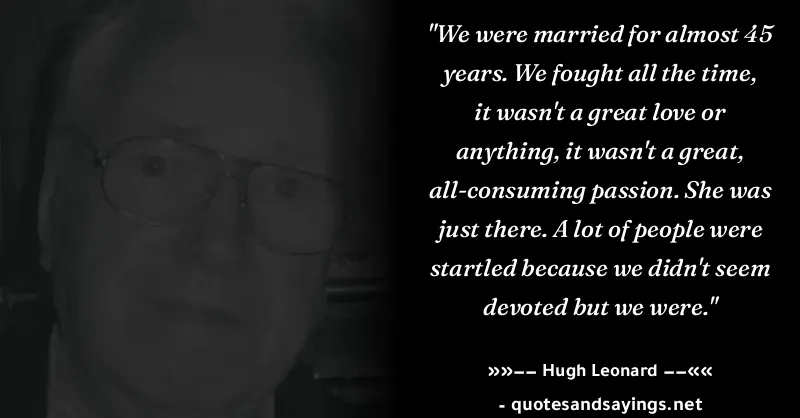 "We were married for almost 45
years. We fought all the time,
it wasn't a great love or
anything, it wasn't a great,
all-consuming passion. She was
just there. A lot of people were
startled because we didn't seem
devoted but we were."
»»–– Hugh Leonard ––««
- quotesandsayings.net